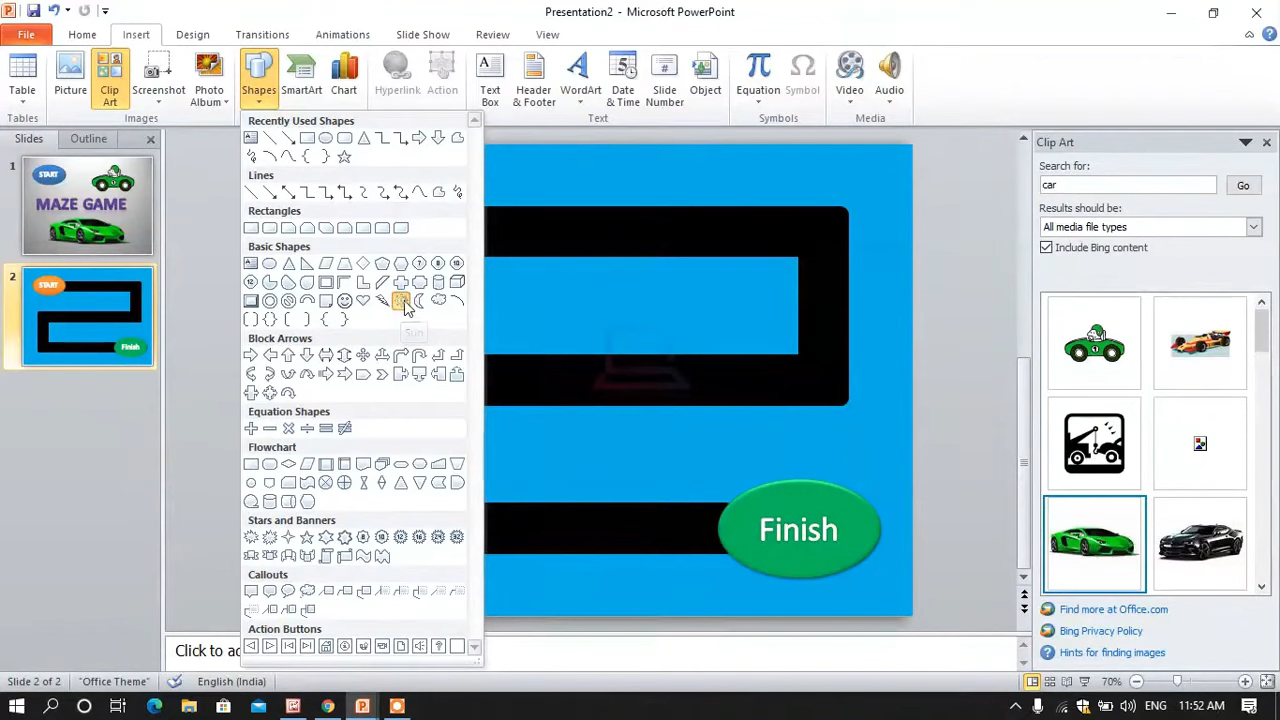 Presentation2 - Microsoft PowerPoint
File Home Insert Design Transitions Animations Slide Show Review View
Table Picture Clip Art Screenshot Photo Album Shapes SmartArt Chart Hyperlink Action Text Box Header & Footer WordArt Date & Time Slide Number Object Equation Symbol Video Audio
Tables Images Text Symbols Media
Slides Outline
1
START
MAZE GAME
2
START
Finish
Recently Used Shapes
Lines
Rectangles
Basic Shapes
Sun
Block Arrows
Equation Shapes
Flowchart
Stars and Banners
Callouts
Action Buttons
Finish
Click to ad
Clip Art
Search for:
car Go
Results should be:
All media file types
Include Bing content
Find more at Office.com
Bing Privacy Policy
Hints for finding images
Slide 2 of 2 "Office Theme" English (India) 70%
ENG 11:52 AM